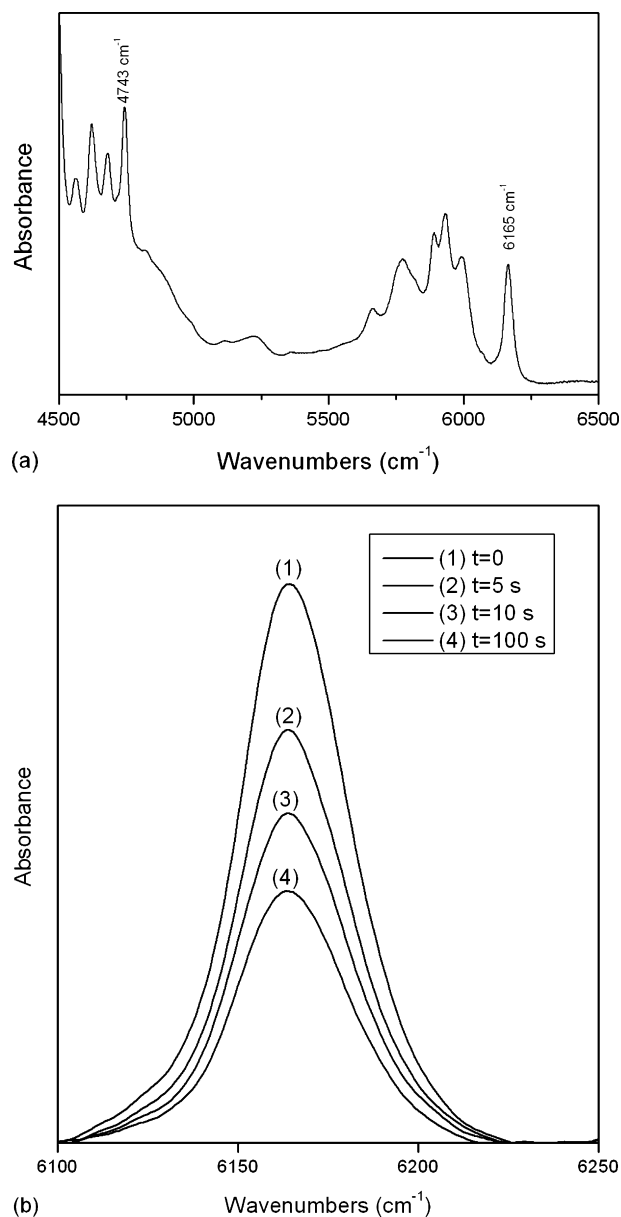 4743 cm⁻¹
6165 cm⁻¹
Absorbance
4500 5000 5500 6000 6500
(a)
Wavenumbers (cm⁻¹)
(1) t=0
(2) t=5 s
(3) t=10 s
(4) t=100 s
(1)
(2)
(3)
(4)
Absorbance
6100 6150 6200 6250
(b)
Wavenumbers (cm⁻¹)